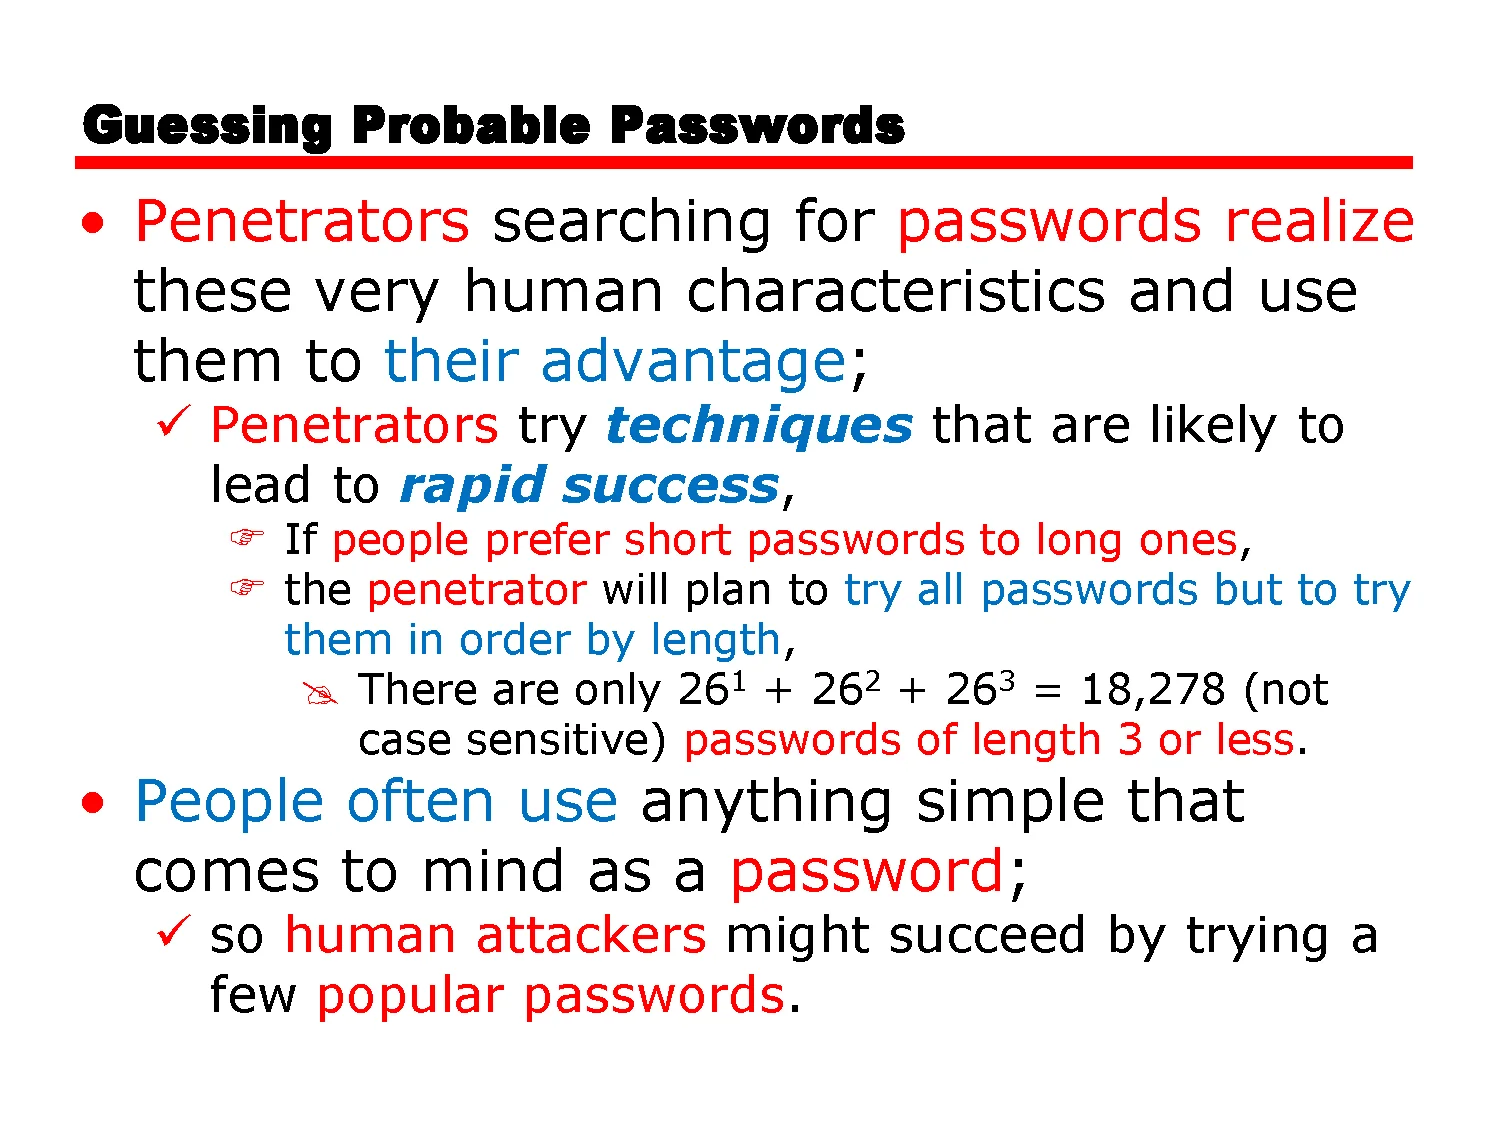 Guessing Probable Passwords
• Penetrators searching for passwords realize
these very human characteristics and use
them to their advantage;
✓ Penetrators try techniques that are likely to
lead to rapid success,
☞ If people prefer short passwords to long ones,
☞ the penetrator will plan to try all passwords but to try
them in order by length,
✍ There are only 26¹ + 26² + 26³ = 18,278 (not
case sensitive) passwords of length 3 or less.
• People often use anything simple that
comes to mind as a password;
✓ so human attackers might succeed by trying a
few popular passwords.